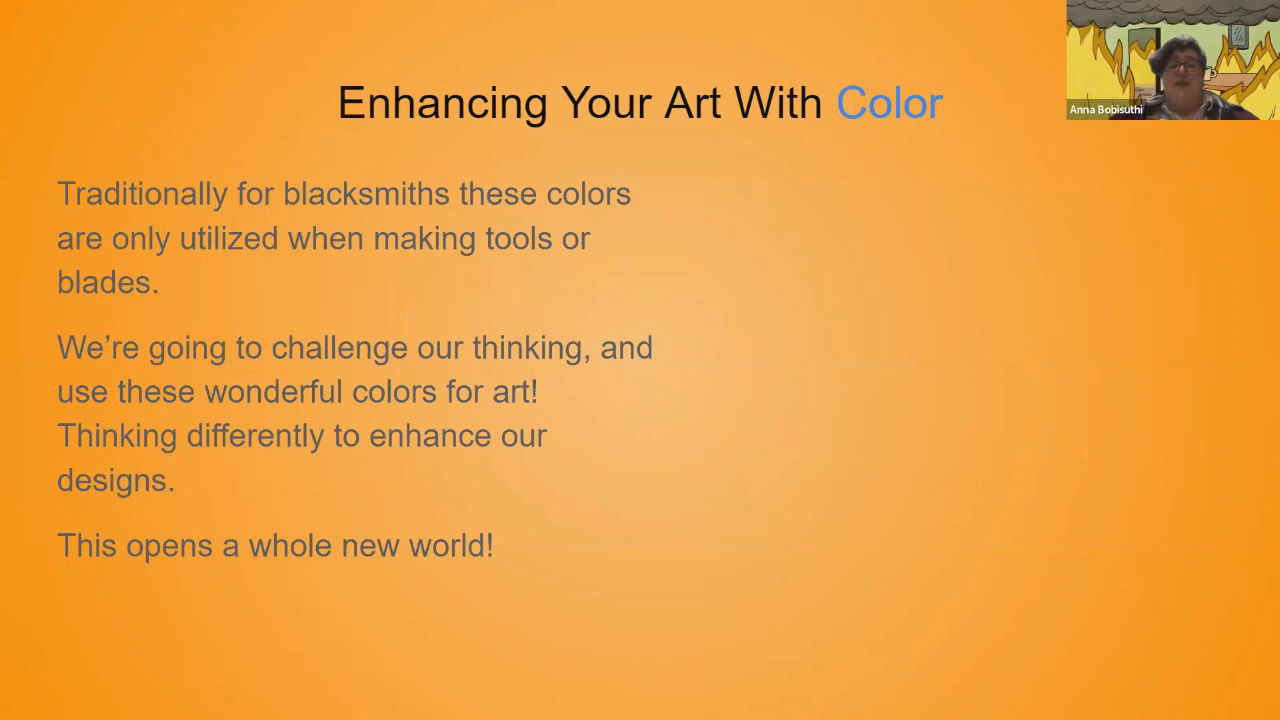 Enhancing Your Art With Color
Anna Bobisuthi
Traditionally for blacksmiths these colors
are only utilized when making tools or
blades.
We’re going to challenge our thinking, and
use these wonderful colors for art!
Thinking differently to enhance our
designs.
This opens a whole new world!